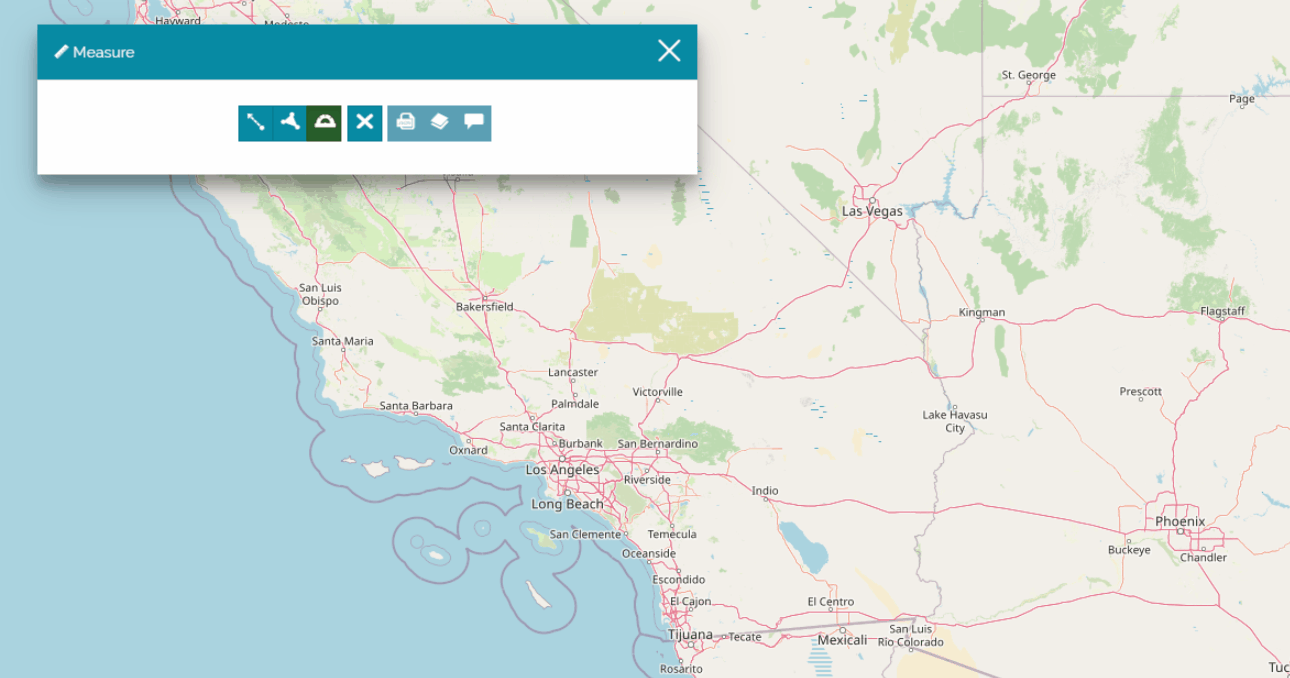 Hayward
Modesto
Measure
St. George
Page
Las Vegas
San Luis
Obispo
Bakersfield
Kingman
Flagstaff
Santa Maria
Lancaster
Victorville
Prescott
Palmdale
Santa Barbara
Lake Havasu
City
Santa Clarita
Burbank
San Bernardino
Oxnard
Los Angeles
Riverside
Indio
Long Beach
Phoenix
San Clemente
Temecula
Buckeye
Oceanside
Chandler
Escondido
El Cajon
El Centro
Tijuana
Tecate
Mexicali
San Luis
Río Colorado
Rosarito
Tuc